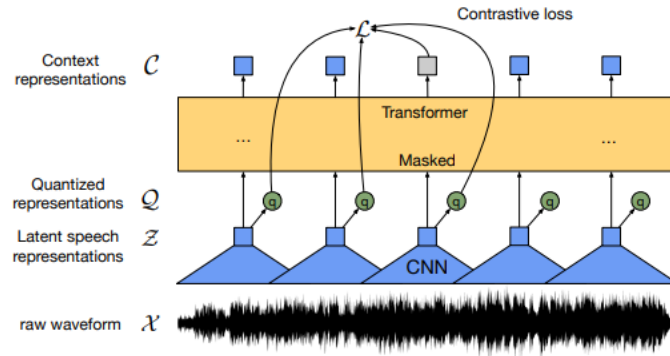 Contrastive loss
ℒ
Context
representations
𝒞
Transformer
...
...
Masked
Quantized
representations
𝒬
q
q
q
q
q
Latent speech
representations
𝒵
CNN
raw waveform
𝒳